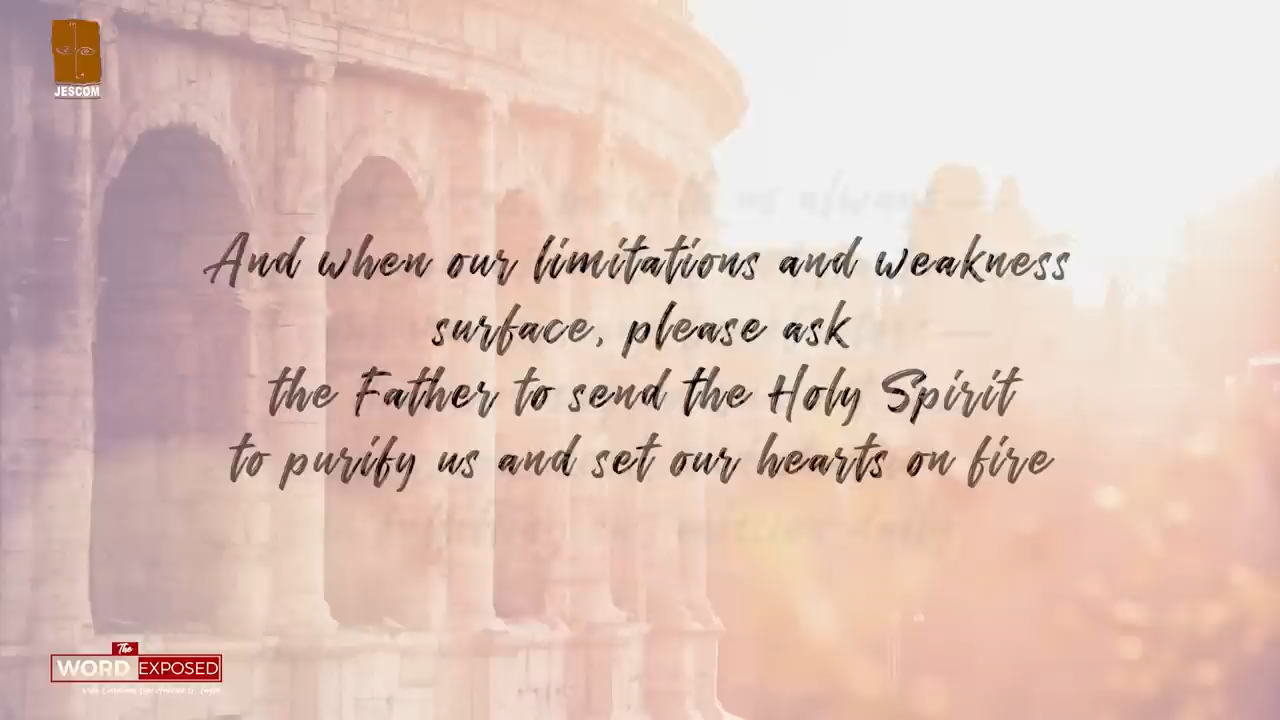 JESCOM
And when our limitations and weakness
surface, please ask
the Father to send the Holy Spirit
to purify us and set our hearts on fire
The
WORD EXPOSED